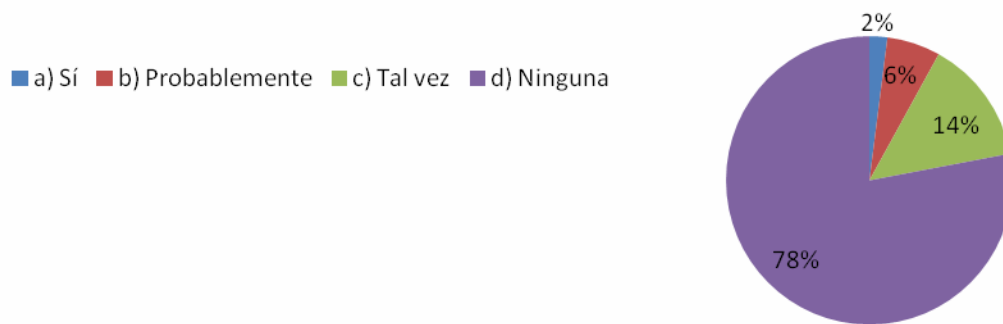 2%
a) Sí b) Probablemente c) Tal vez d) Ninguna
6%
14%
78%